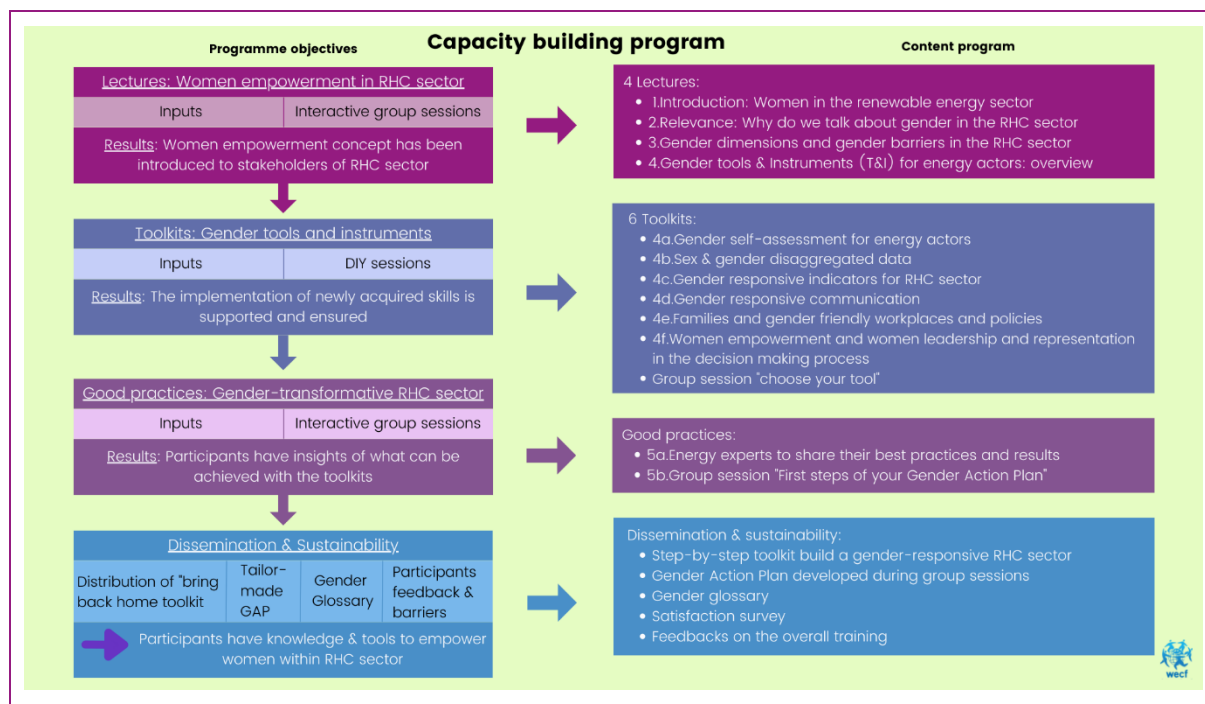 Capacity building program
Programme objectives
Content program
Lectures: Women empowerment in RHC sector
Inputs
Interactive group sessions
Results: Women empowerment concept has been
introduced to stakeholders of RHC sector
4 Lectures:
1.Introduction: Women in the renewable energy sector
2.Relevance: Why do we talk about gender in the RHC sector
3.Gender dimensions and gender barriers in the RHC sector
4.Gender tools & Instruments (T&I) for energy actors: overview
Toolkits: Gender tools and instruments
Inputs
DIY sessions
Results: The implementation of newly acquired skills is
supported and ensured
6 Toolkits:
4a.Gender self-assessment for energy actors
4b.Sex & gender disaggregated data
4c.Gender responsive indicators for RHC sector
4d.Gender responsive communication
4e.Families and gender friendly workplaces and policies
4f.Women empowerment and women leadership and representation
in the decision making process
Group session "choose your tool"
Good practices: Gender-transformative RHC sector
Inputs
Interactive group sessions
Results: Participants have insights of what can be
achieved with the toolkits
Good practices:
5a.Energy experts to share their best practices and results
5b.Group session "First steps of your Gender Action Plan"
Dissemination & Sustainability
Distribution of "bring
back home toolkit
Tailor-
made
GAP
Gender
Glossary
Participants
feedback &
barriers
Participants have knowledge & tools to empower
women within RHC sector
Dissemination & sustainability:
Step-by-step toolkit build a gender-responsive RHC sector
Gender Action Plan developed during group sessions
Gender glossary
Satisfaction survey
Feedbacks on the overall training
wecf